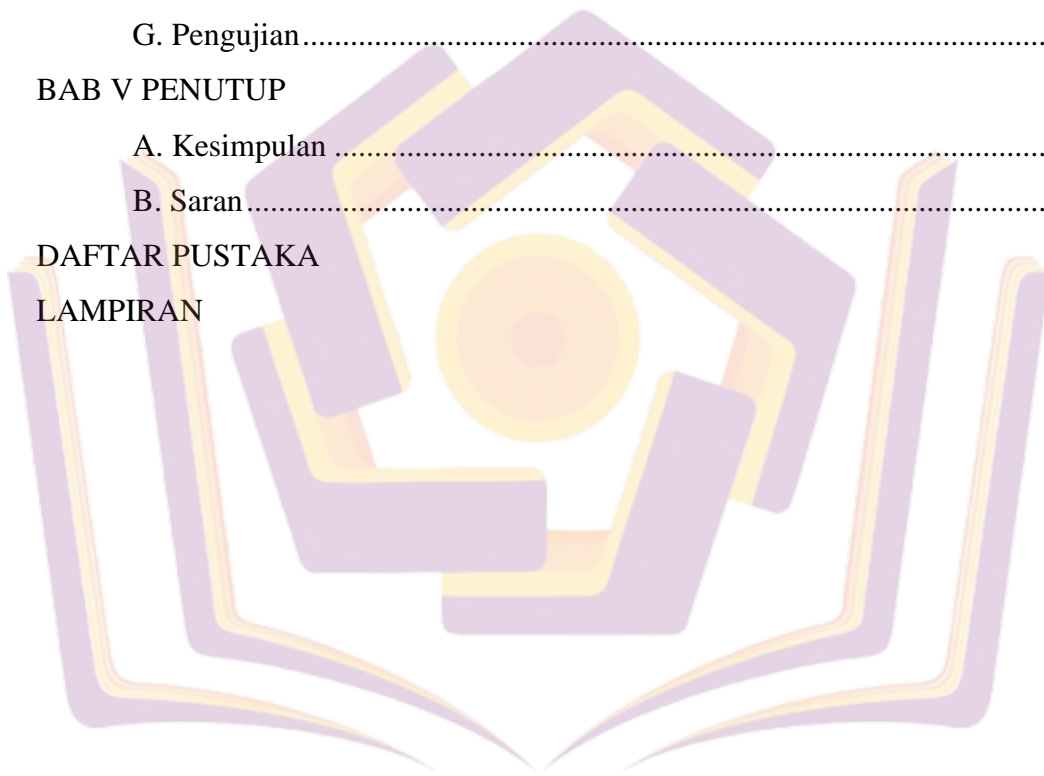 G. Pengujian....................................................................................................
BAB V PENUTUP
A. Kesimpulan ................................................................................................
B. Saran...........................................................................................................
DAFTAR PUSTAKA
LAMPIRAN